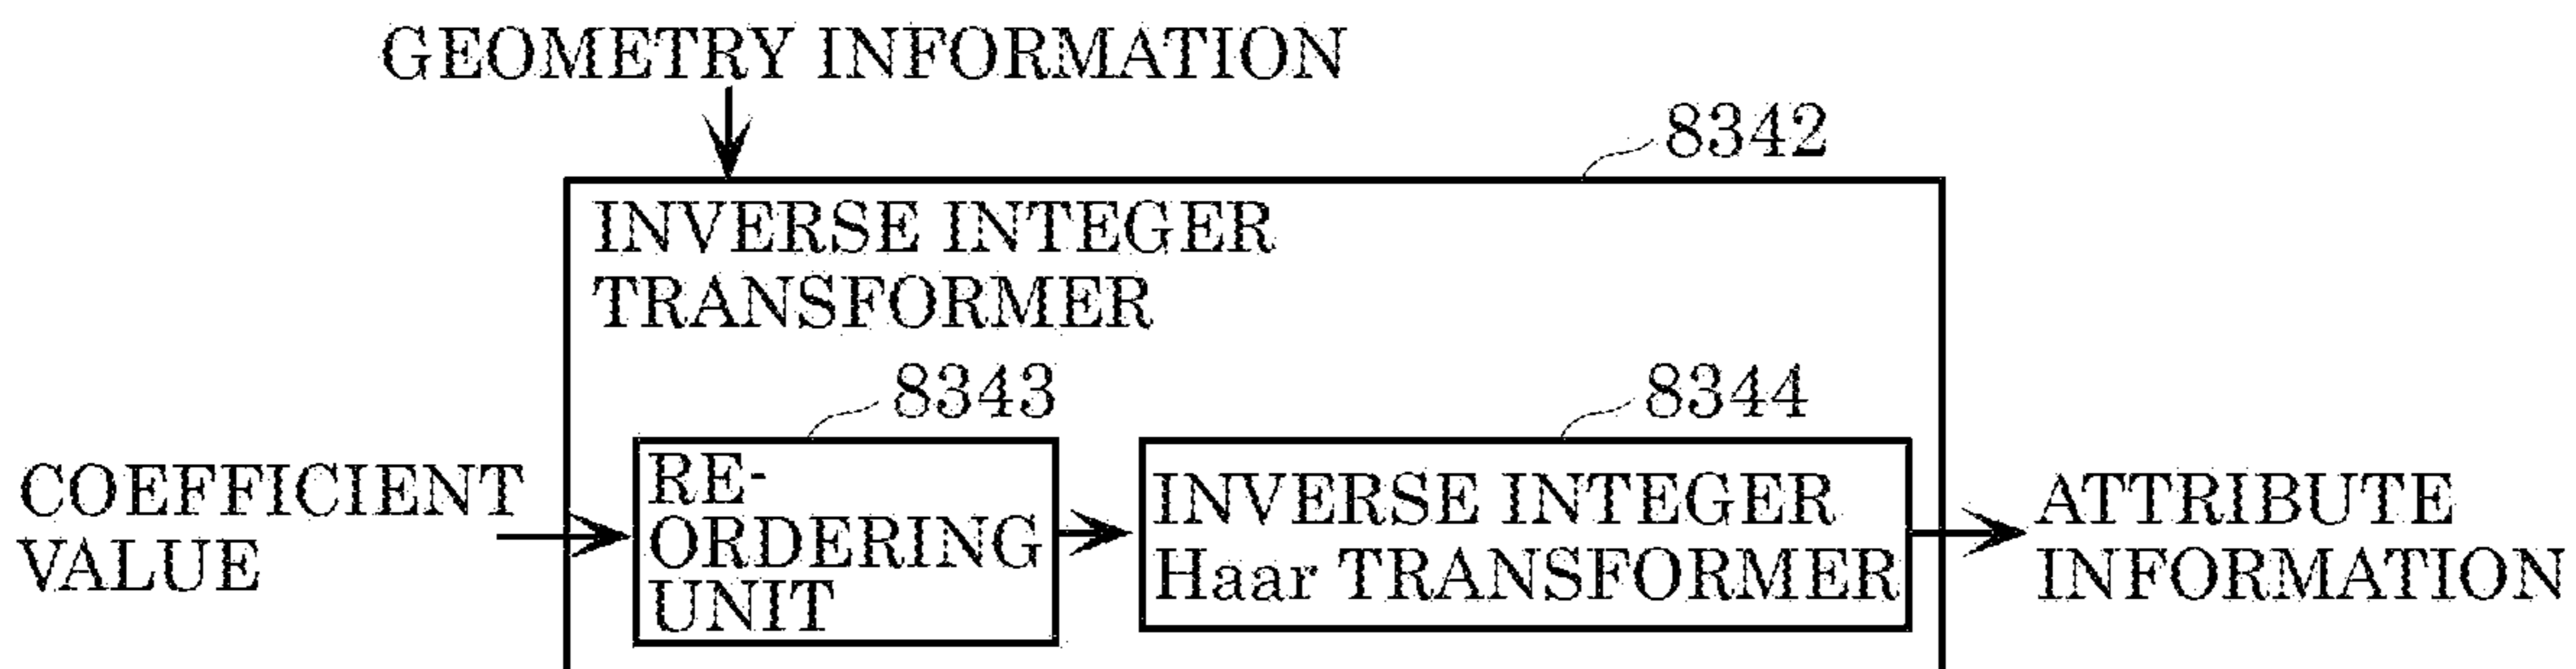 GEOMETRY INFORMATION
8342
INVERSE INTEGER
TRANSFORMER
8343
8344
COEFFICIENT
VALUE
RE-
ORDERING
UNIT
INVERSE INTEGER
Haar TRANSFORMER
ATTRIBUTE
INFORMATION